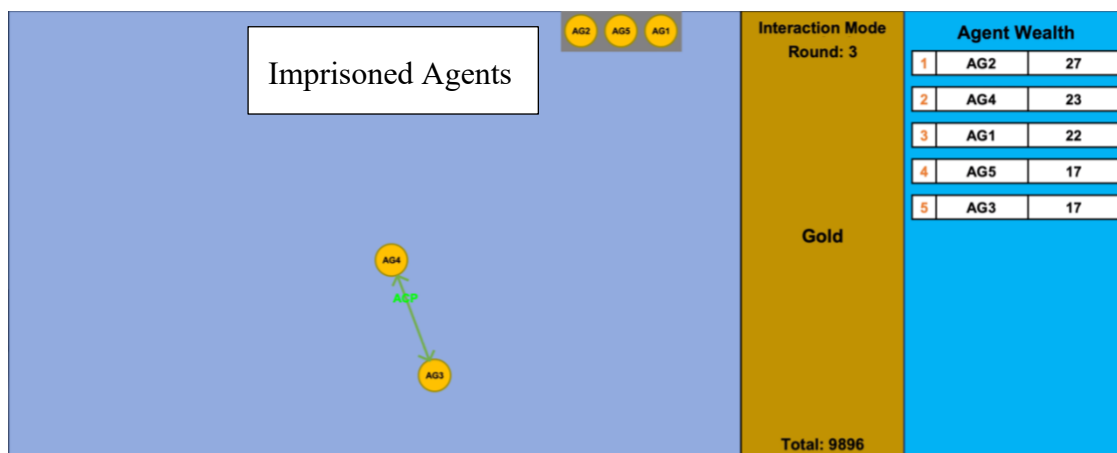 Imprisoned Agents
AG2 AG5 AG1
AG4
ACP
AG3
Interaction Mode
Round: 3
Gold
Total: 9896
Agent Wealth
1 AG2 27
2 AG4 23
3 AG1 22
4 AG5 17
5 AG3 17